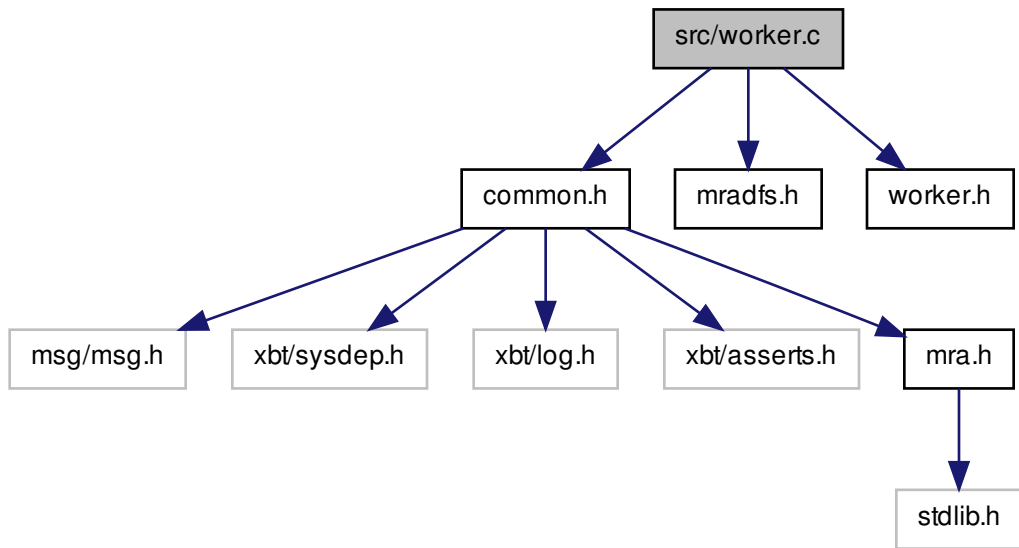 src/worker.c
common.h
mradfs.h
worker.h
msg/msg.h
xbt/sysdep.h
xbt/log.h
xbt/asserts.h
mra.h
stdlib.h